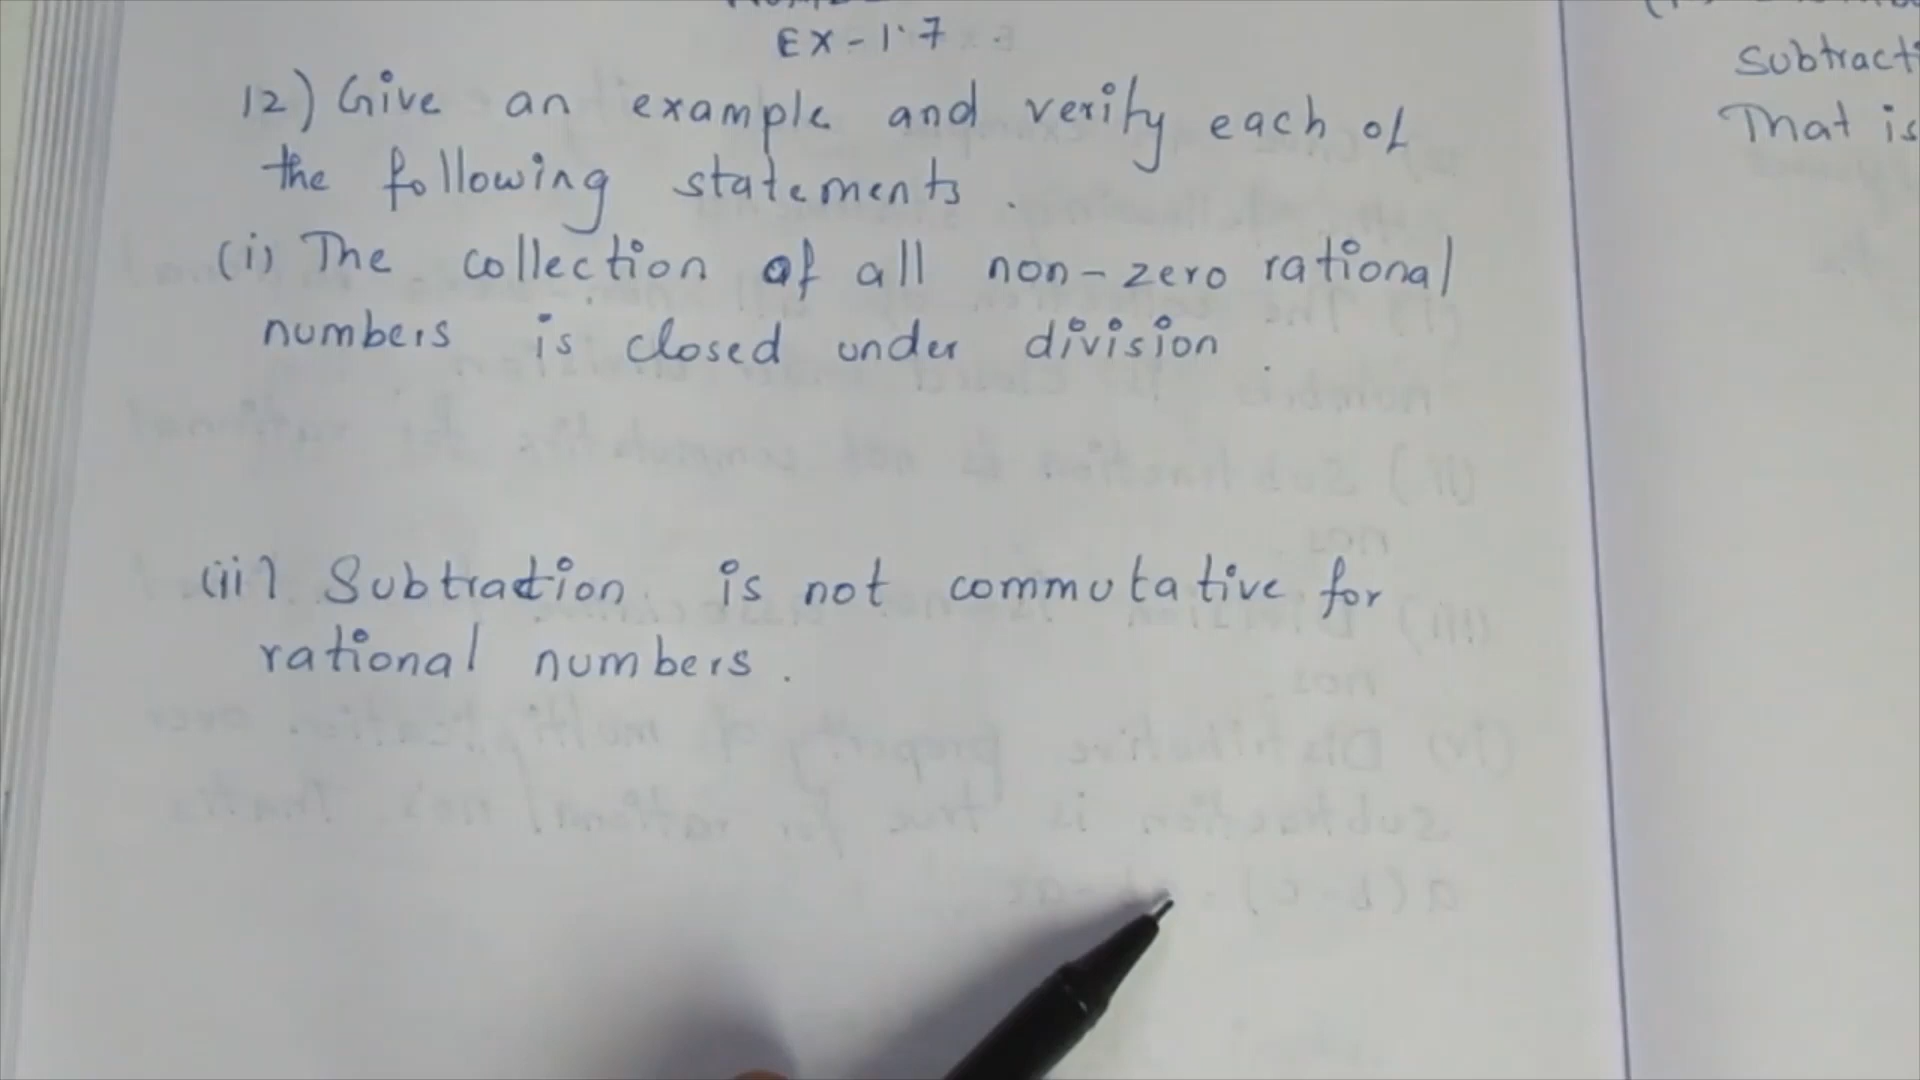 EX-1.7
12) Give an example and verify each of
the following statements.
(i) The collection of all non-zero rational
numbers is closed under division.
(ii) Subtraction is not commutative for
rational numbers.
subtract
That is